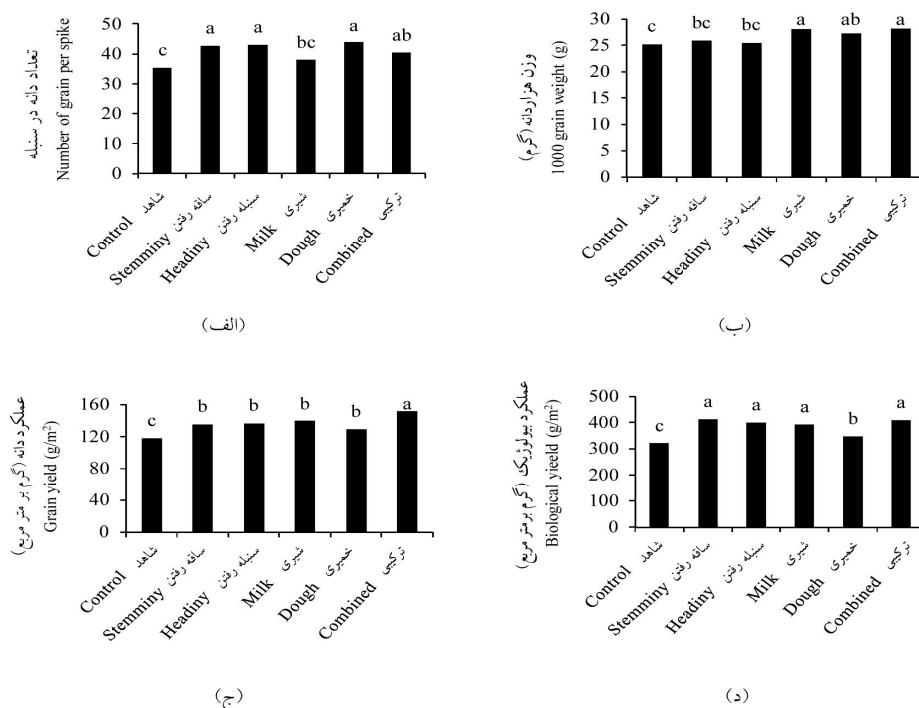 تعداد دانه در سنبله
Number of grain per spike
50
40
30
20
10
0
c
a
a
bc
a
ab
Control شاهد
Stemminy ساقه رفتن
Headiny سنبله رفتن
Milk شیری
Dough خمیری
Combined ترکیبی
(الف)
وزن هزاردانه (گرم)
1000 grain weight (g)
30
25
20
15
10
5
0
c
bc
bc
a
ab
a
Control شاهد
Stemminy ساقه رفتن
Headiny سنبله رفتن
Milk شیری
Dough خمیری
Combined ترکیبی
(ب)
عملکرد دانه (گرم بر متر مربع)
Grain yield (g/m²)
160
120
80
40
0
c
b
b
b
b
a
Control شاهد
Stemminy ساقه رفتن
Headiny سنبله رفتن
Milk شیری
Dough خمیری
Combined ترکیبی
(ج)
عملکرد بیولوژیک (گرم برمتر مربع)
Biological yieeld (g/m²)
500
400
300
200
100
0
c
a
a
a
b
a
Control شاهد
Stemminy ساقه رفتن
Headiny سنبله رفتن
Milk شیری
Dough خمیری
Combined ترکیبی
(د)